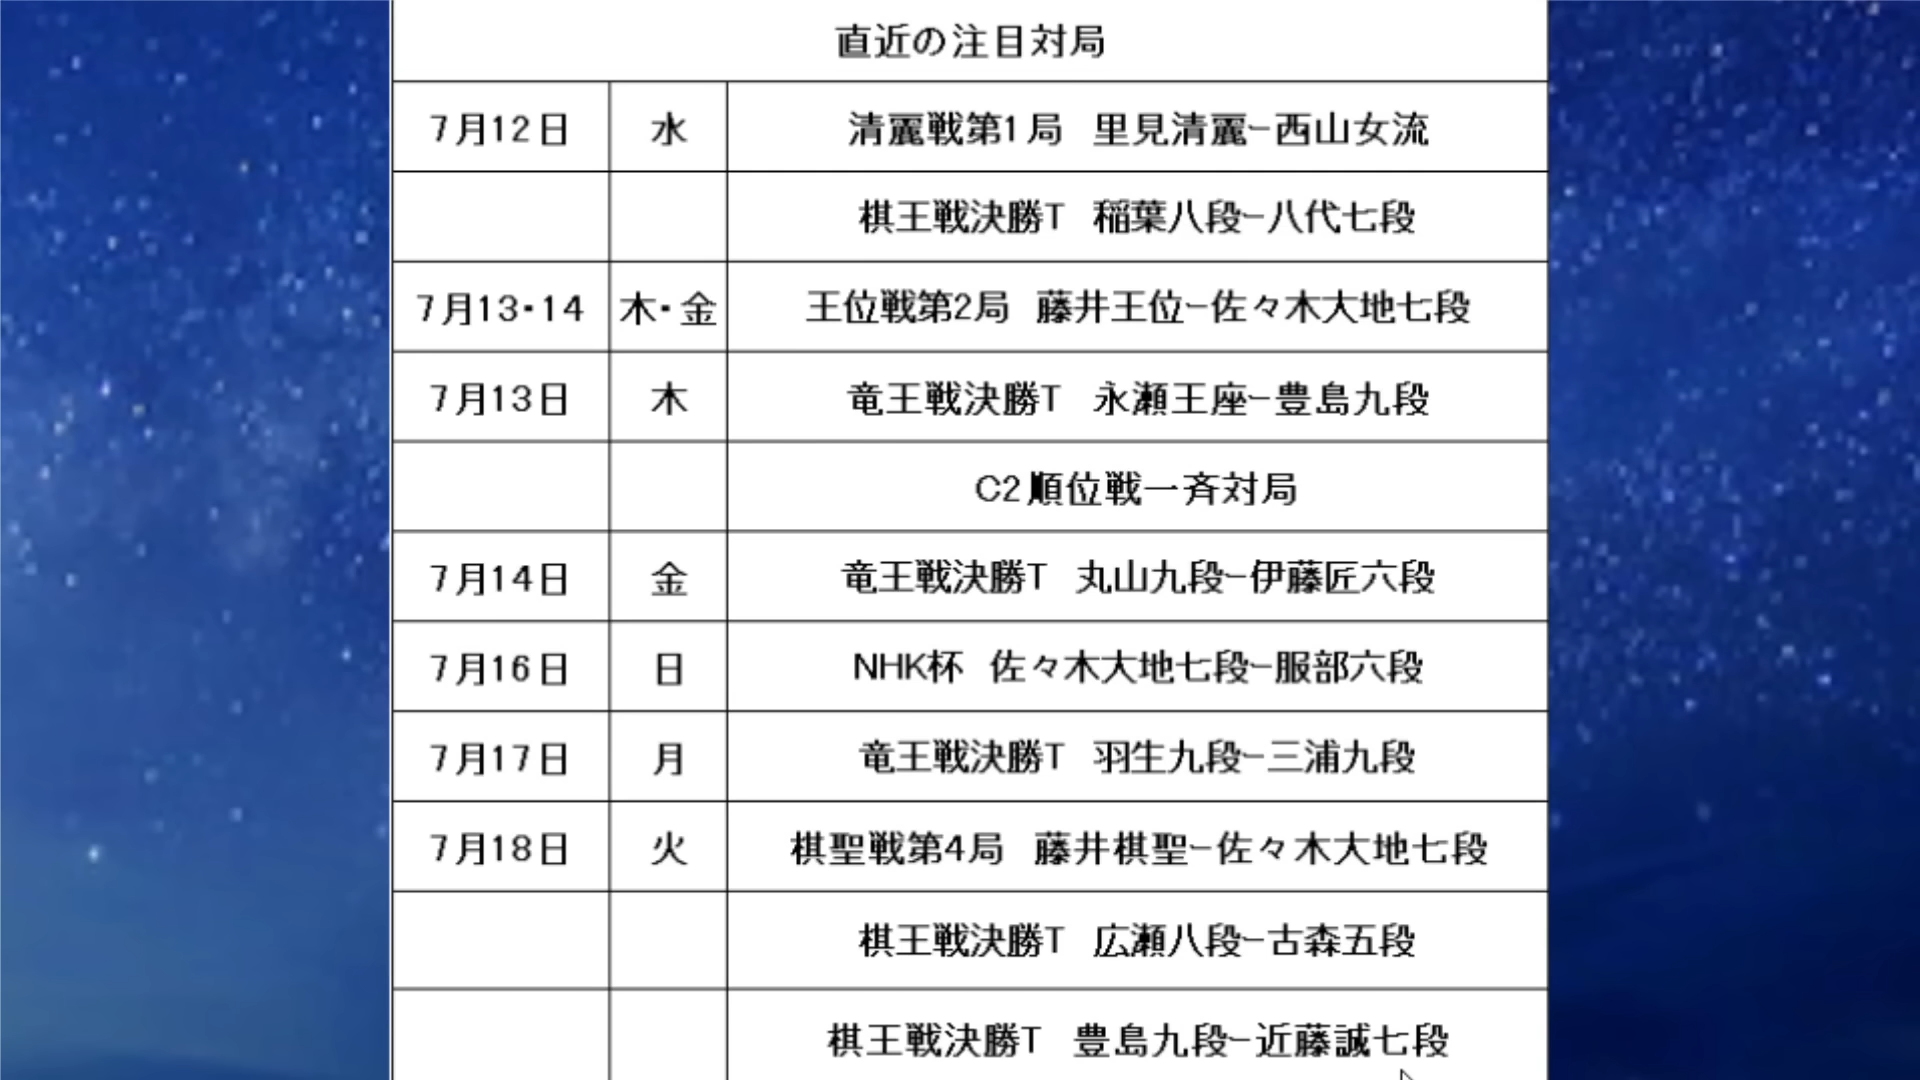 直近の注目対局
7月12日 水 清麗戦第1局 里見清麗－西山女流
棋王戦決勝T 稲葉八段－八代七段
7月13・14 木・金 王位戦第2局 藤井王位－佐々木大地七段
7月13日 木 竜王戦決勝T 永瀬王座－豊島九段
C2順位戦一斉対局
7月14日 金 竜王戦決勝T 丸山九段－伊藤匠六段
7月16日 日 NHK杯 佐々木大地七段－服部六段
7月17日 月 竜王戦決勝T 羽生九段－三浦九段
7月18日 火 棋聖戦第4局 藤井棋聖－佐々木大地七段
棋王戦決勝T 広瀬八段－古森五段
棋王戦決勝T 豊島九段－近藤誠七段